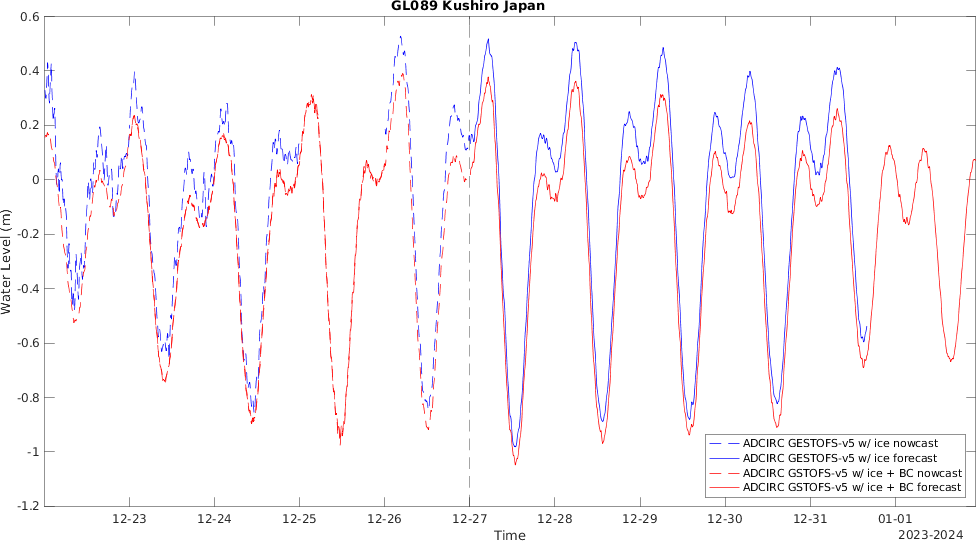 GL089 Kushiro Japan
0.6
0.4
0.2
0
-0.2
-0.4
-0.6
-0.8
-1
-1.2
Water Level (m)
ADCIRC GESTOFS-v5 w/ ice nowcast
ADCIRC GESTOFS-v5 w/ ice forecast
ADCIRC GSTOFS-v5 w/ ice + BC nowcast
ADCIRC GSTOFS-v5 w/ ice + BC forecast
12-23 12-24 12-25 12-26 12-27 12-28 12-29 12-30 12-31 01-01
Time
2023-2024